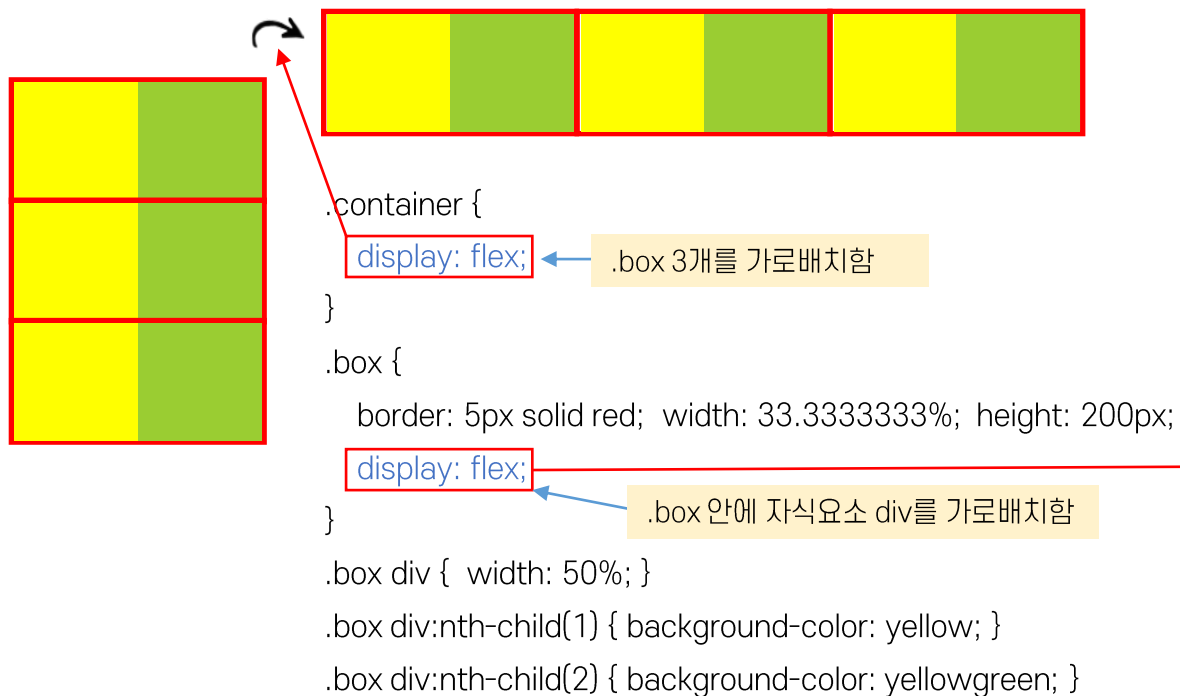 .container {
display: flex;
.box 3개를 가로배치함
}
.box {
border: 5px solid red; width: 33.3333333%; height: 200px;
display: flex;
.box 안에 자식요소 div를 가로배치함
}
.box div { width: 50%; }
.box div:nth-child(1) { background-color: yellow; }
.box div:nth-child(2) { background-color: yellowgreen; }